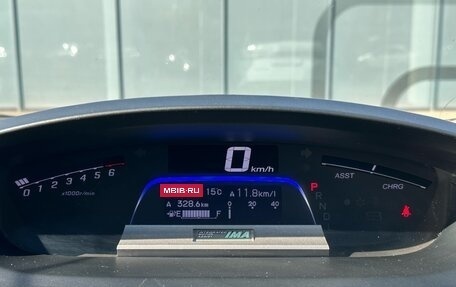 0 km/h
0 1 2 3 4 5 6
x1000r/min
MBIB.RU
15C A 11.8km/l
A 328.6km 0 20 40
E F
ASST CHRG
P
R
N
D
IMA